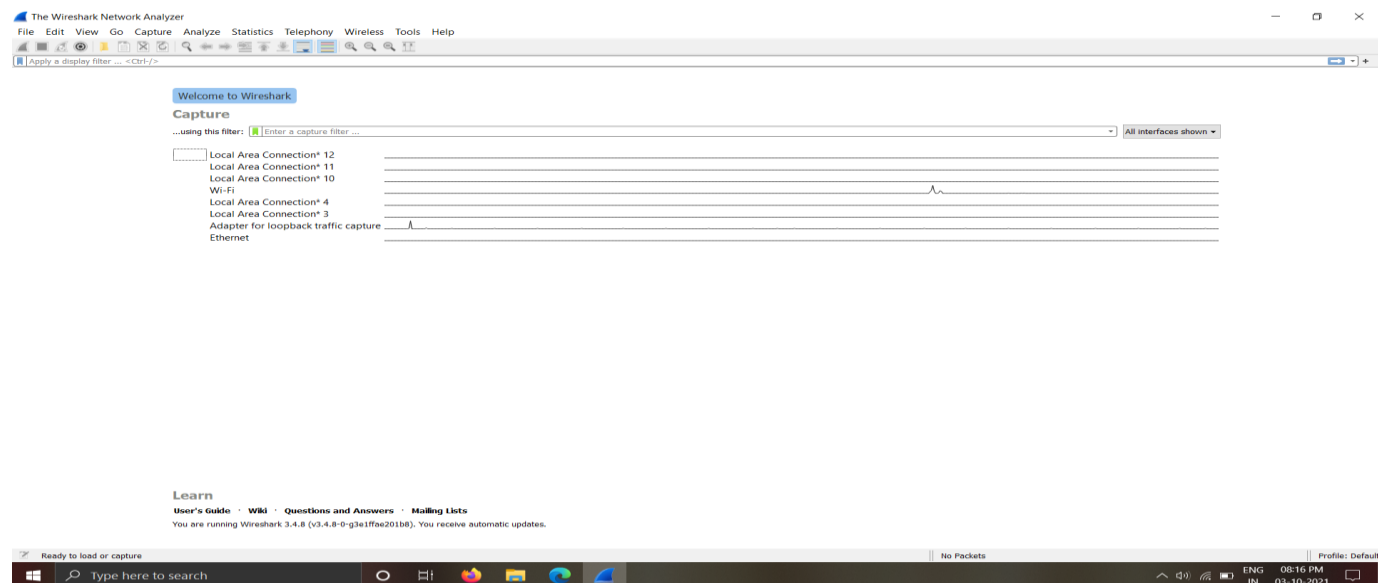 The Wireshark Network Analyzer
File Edit View Go Capture Analyze Statistics Telephony Wireless Tools Help
Apply a display filter ... <Ctrl-/>
Welcome to Wireshark
Capture
...using this filter: Enter a capture filter ... All interfaces shown
Local Area Connection* 12
Local Area Connection* 11
Local Area Connection* 10
Wi-Fi
Local Area Connection* 4
Local Area Connection* 3
Adapter for loopback traffic capture
Ethernet
Learn
User's Guide · Wiki · Questions and Answers · Mailing Lists
You are running Wireshark 3.4.8 (v3.4.8-0-g3e1ffae201b8). You receive automatic updates.
Ready to load or capture No Packets Profile: Default
Type here to search ENG 08:16 PM
IN 03-10-2021